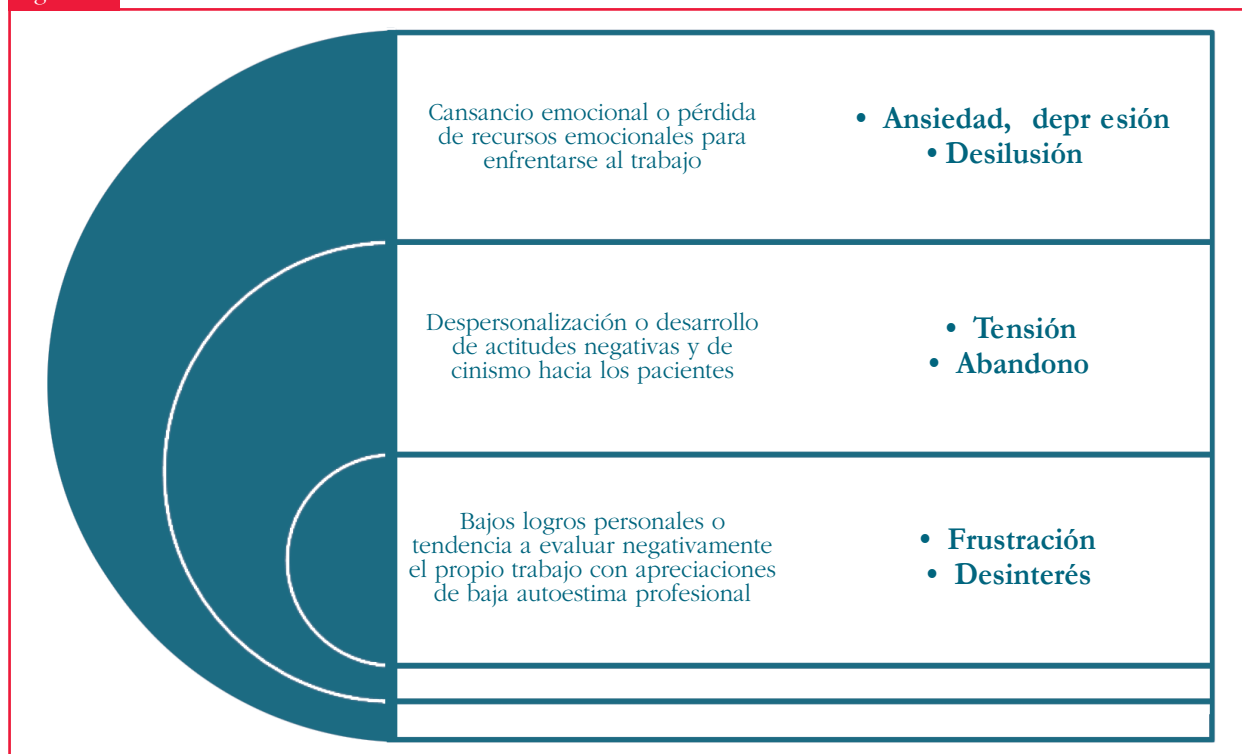 Cansancio emocional o pérdida
de recursos emocionales para
enfrentarse al trabajo
• Ansiedad, depr esión
• Desilusión
Despersonalización o desarrollo
de actitudes negativas y de
cinismo hacia los pacientes
• Tensión
• Abandono
Bajos logros personales o
tendencia a evaluar negativamente
el propio trabajo con apreciaciones
de baja autoestima profesional
• Frustración
• Desinterés